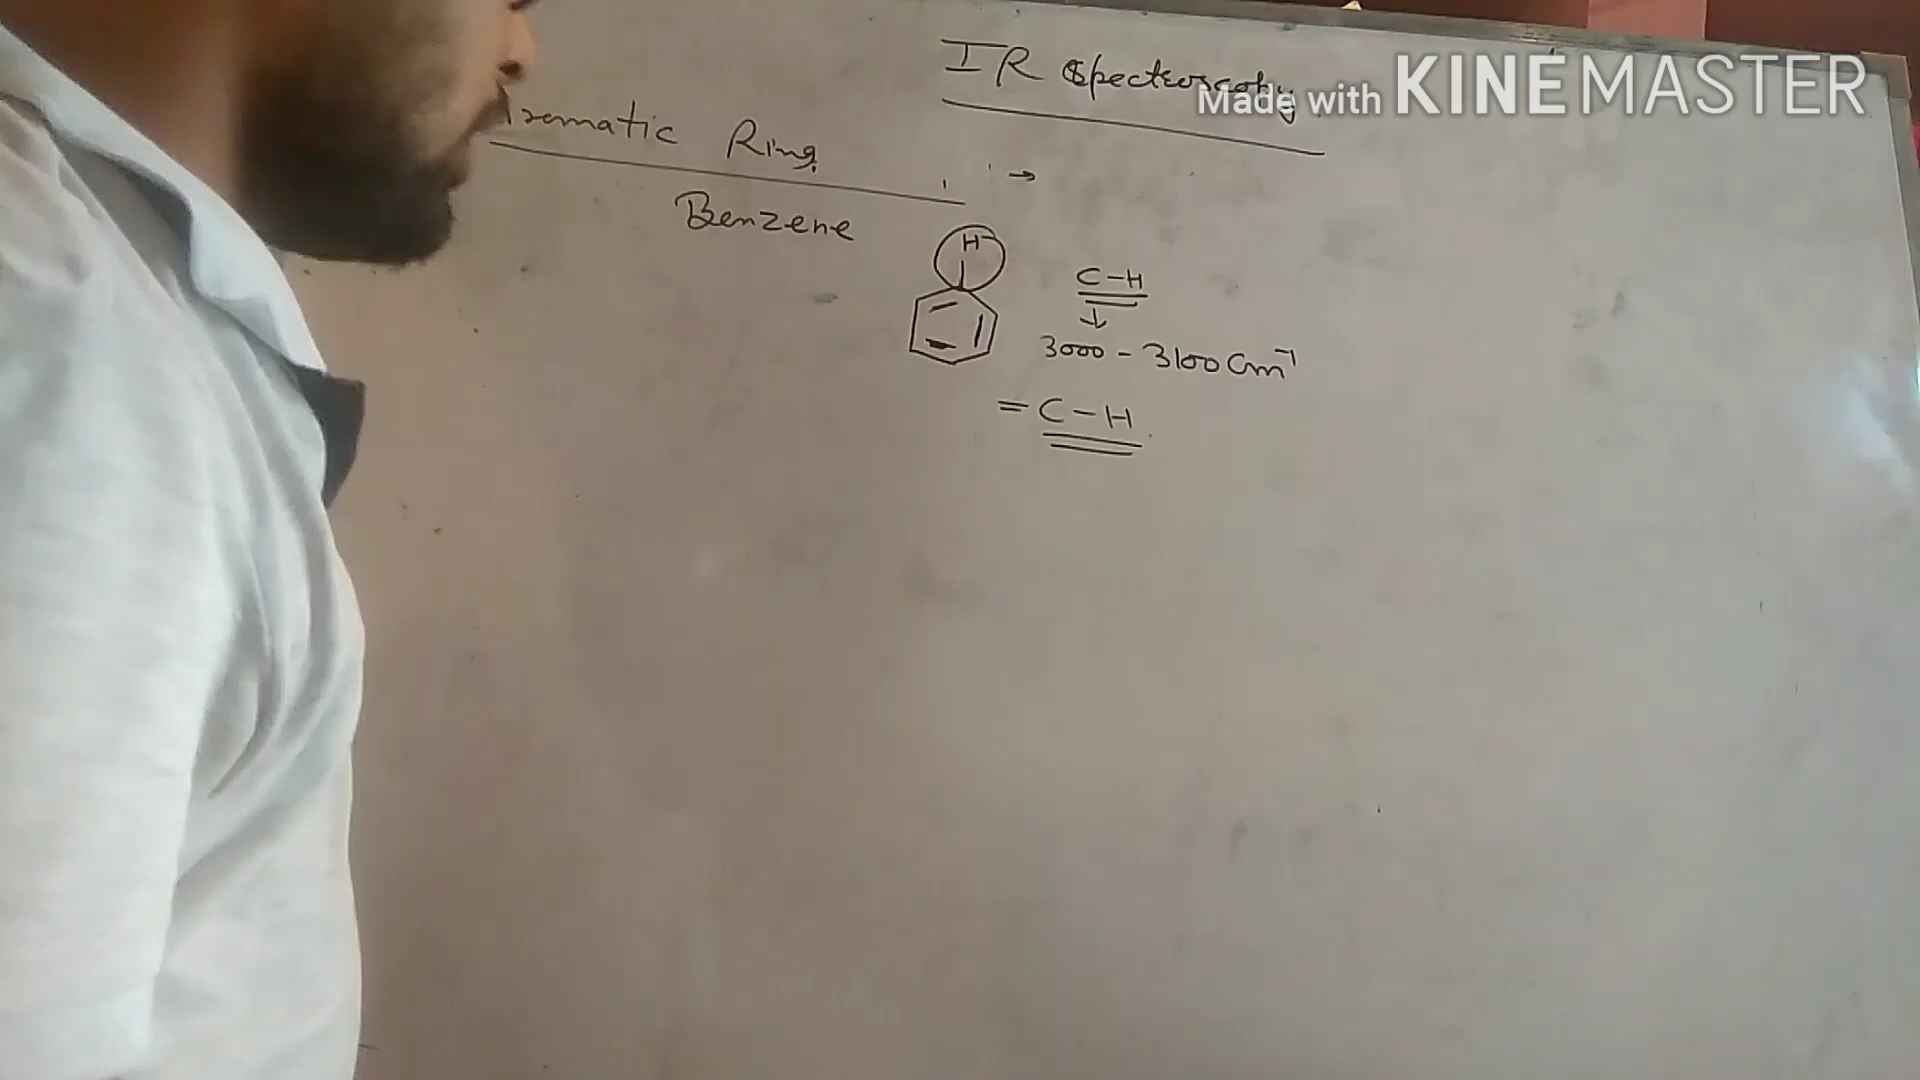 IR Spectroscopy
Made with KINEMASTER
Aromatic Ring
→
Benzene
H
C-H
↓
3000 - 3100 Cm⁻¹
= C-H